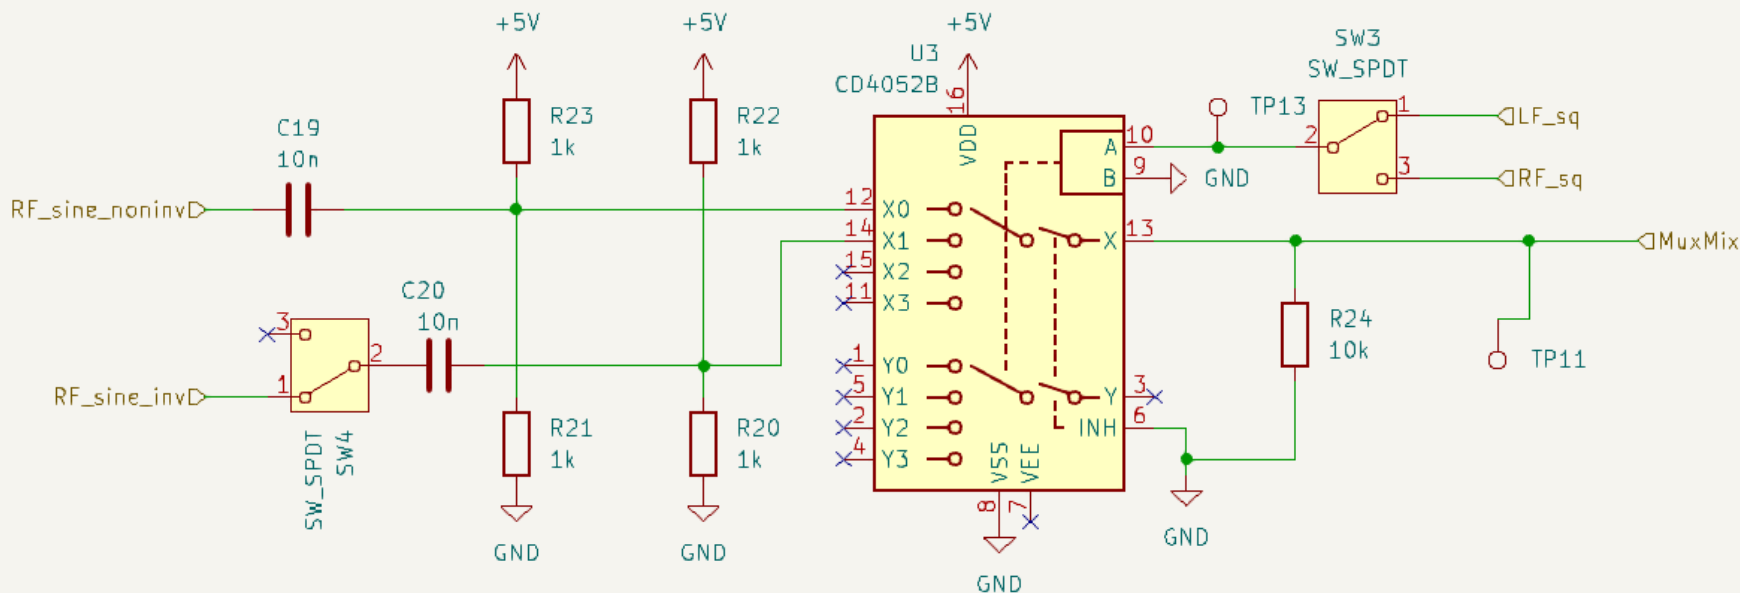 +5V
+5V
+5V
SW3
SW_SPDT
U3
CD4052B
16
VDD
TP13
1
LF_sq
2
3
RF_sq
C19
10n
R23
1k
R22
1k
A
10
B
9
GND
RF_sine_noninv
12
X0
14
X1
15
X2
11
X3
X
13
MuxMix
C20
10n
3
2
1
RF_sine_inv
SW_SPDT
SW4
R24
10k
TP11
1
Y0
5
Y1
2
Y2
4
Y3
Y
3
INH
6
R21
1k
R20
1k
VSS
VEE
8
7
GND
GND
GND
GND